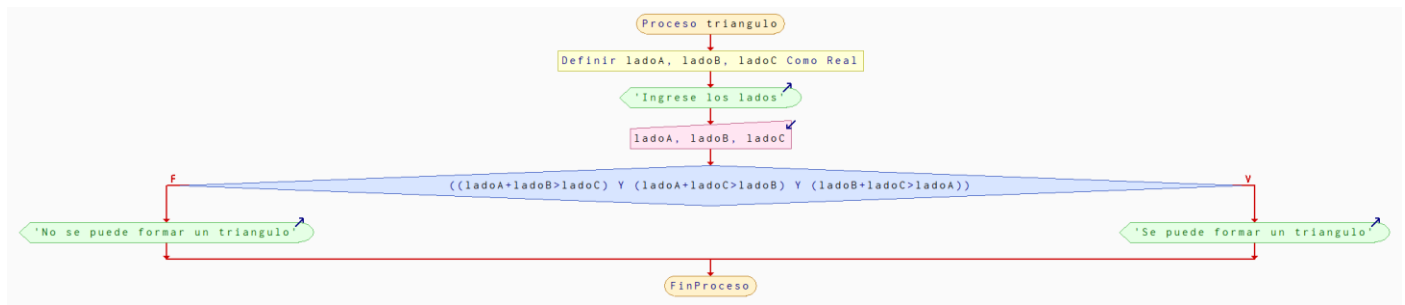 Proceso triangulo
Definir ladoA, ladoB, ladoC Como Real
'Ingrese los lados'
ladoA, ladoB, ladoC
F
V
((ladoA+ladoB>ladoC) Y (ladoA+ladoC>ladoB) Y (ladoB+ladoC>ladoA))
'No se puede formar un triangulo'
'Se puede formar un triangulo'
FinProceso